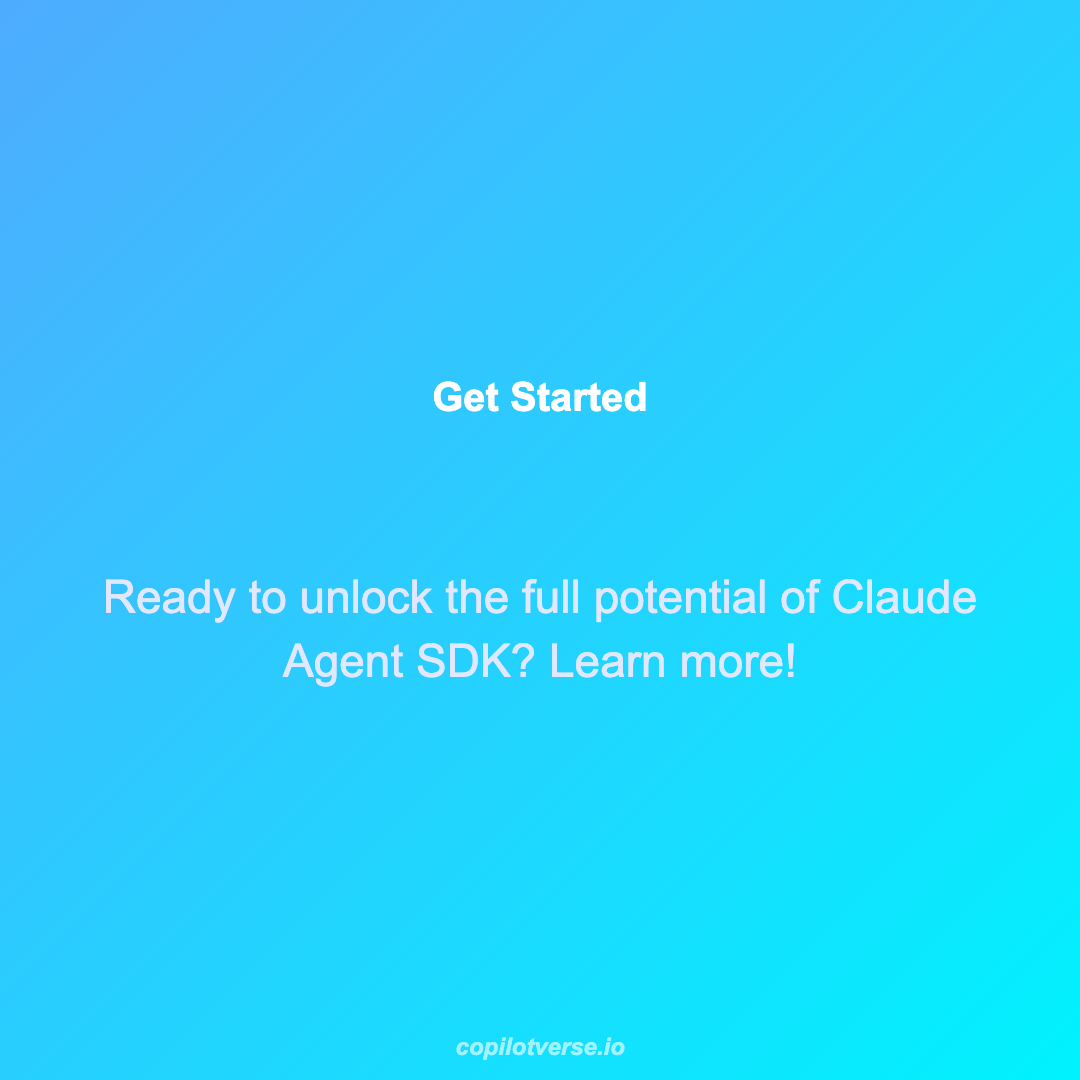 Get Started
Ready to unlock the full potential of Claude
Agent SDK? Learn more!
copilotverse.io